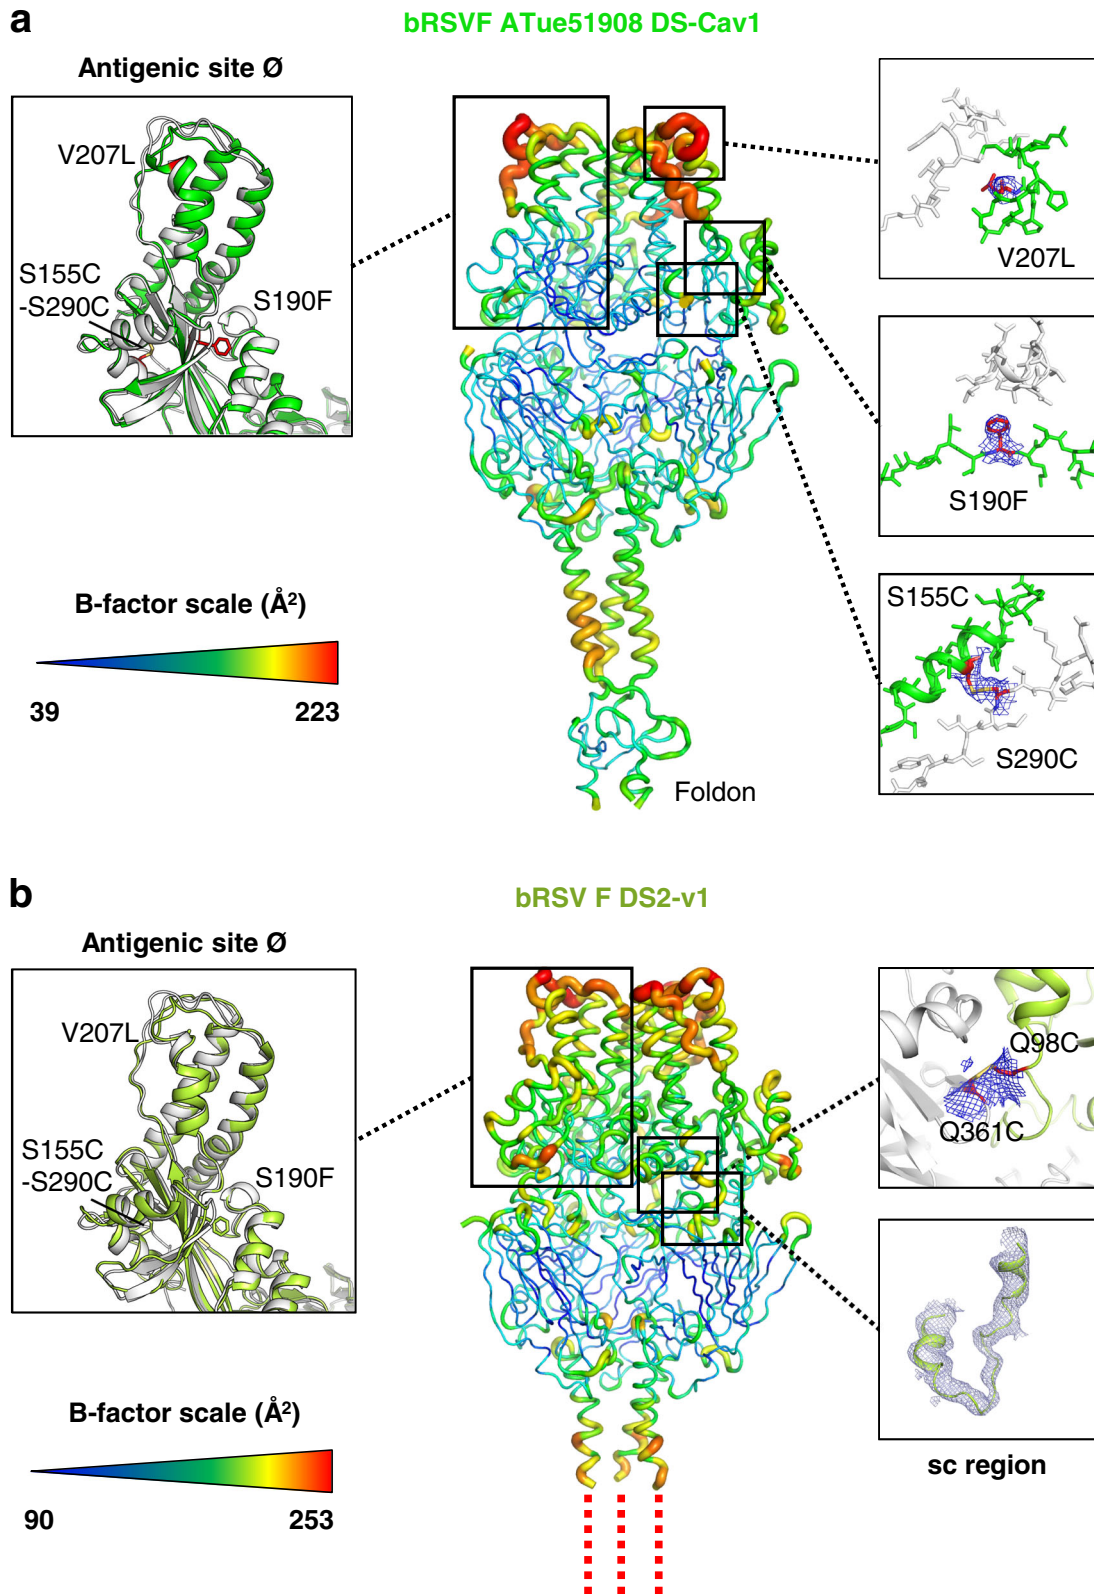 a
bRSVF ATue51908 DS-Cav1
Antigenic site Ø
V207L
S155C
-S290C
S190F
V207L
S190F
S155C
S290C
B-factor scale (Å²)
39
223
Foldon
b
bRSV F DS2-v1
Antigenic site Ø
V207L
S155C
-S290C
S190F
Q98C
Q361C
sc region
B-factor scale (Å²)
90
253